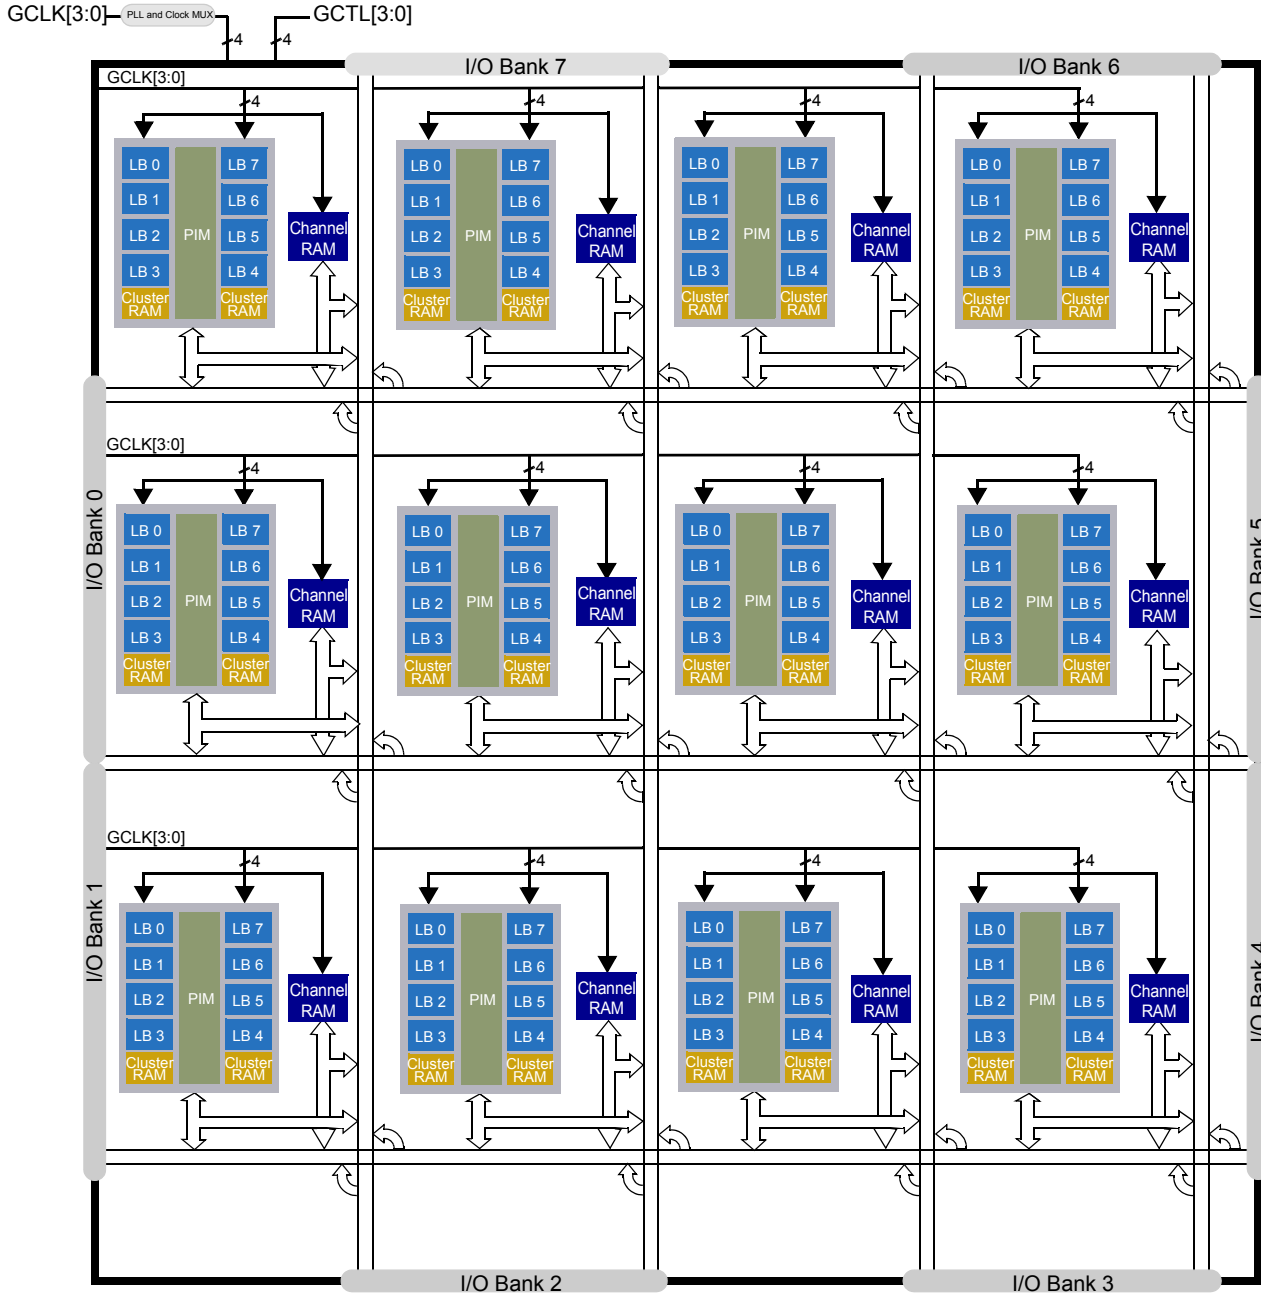 GCLK[3:0] PLL and Clock MUX GCTL[3:0]
4 4
I/O Bank 7 I/O Bank 6
GCLK[3:0]
4 4 4 4
LB 0 LB 7 LB 0 LB 7 LB 0 LB 7 LB 0 LB 7
LB 1 LB 6 LB 1 LB 6 LB 1 LB 6 LB 1 LB 6
LB 2 PIM LB 5 Channel LB 2 PIM LB 5 Channel LB 2 PIM LB 5 Channel LB 2 PIM LB 5 Channel
RAM RAM RAM RAM
LB 3 LB 4 LB 3 LB 4 LB 3 LB 4 LB 3 LB 4
Cluster Cluster Cluster Cluster Cluster Cluster Cluster Cluster
RAM RAM RAM RAM RAM RAM RAM RAM
I/O Bank 0
I/O Bank 5
GCLK[3:0]
4 4 4 4
LB 0 LB 7 LB 0 LB 7 LB 0 LB 7 LB 0 LB 7
LB 1 LB 6 LB 1 LB 6 LB 1 LB 6 LB 1 LB 6
LB 2 PIM LB 5 Channel LB 2 PIM LB 5 Channel LB 2 PIM LB 5 Channel LB 2 PIM LB 5 Channel
RAM RAM RAM RAM
LB 3 LB 4 LB 3 LB 4 LB 3 LB 4 LB 3 LB 4
Cluster Cluster Cluster Cluster Cluster Cluster Cluster Cluster
RAM RAM RAM RAM RAM RAM RAM RAM
I/O Bank 1
I/O Bank 4
GCLK[3:0]
4 4 4 4
LB 0 LB 7 LB 0 LB 7 LB 0 LB 7 LB 0 LB 7
LB 1 LB 6 LB 1 LB 6 LB 1 LB 6 LB 1 LB 6
LB 2 PIM LB 5 Channel LB 2 PIM LB 5 Channel LB 2 PIM LB 5 Channel LB 2 PIM LB 5 Channel
RAM RAM RAM RAM
LB 3 LB 4 LB 3 LB 4 LB 3 LB 4 LB 3 LB 4
Cluster Cluster Cluster Cluster Cluster Cluster Cluster Cluster
RAM RAM RAM RAM RAM RAM RAM RAM
I/O Bank 2 I/O Bank 3